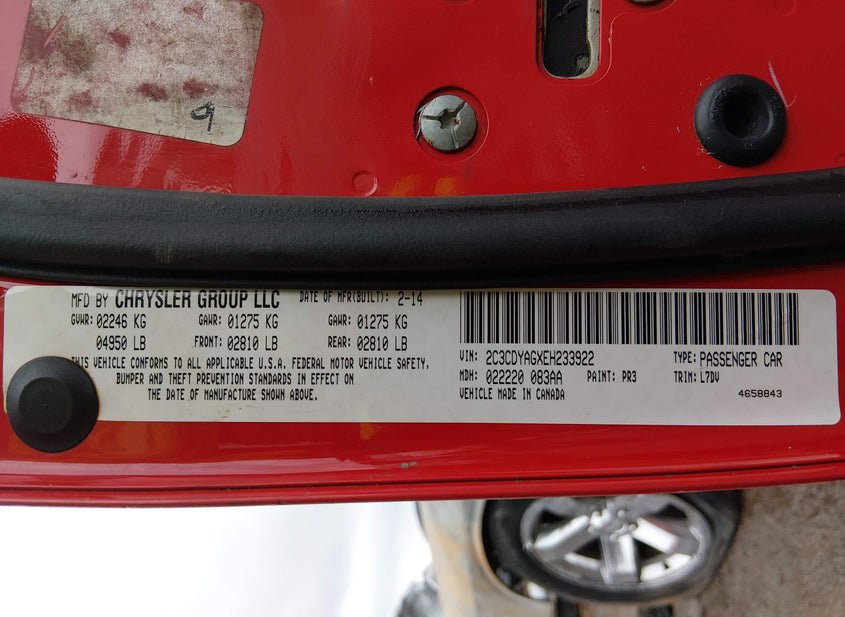 9
MFD BY CHRYSLER GROUP LLC DATE OF MFR(BUILT): 2-14
GVWR: 02246 KG GAWR: 01275 KG GAWR: 01275 KG
04950 LB FRONT: 02810 LB REAR: 02810 LB
THIS VEHICLE CONFORMS TO ALL APPLICABLE U.S.A. FEDERAL MOTOR VEHICLE SAFETY,
BUMPER AND THEFT PREVENTION STANDARDS IN EFFECT ON
THE DATE OF MANUFACTURE SHOWN ABOVE.
VIN: 2C3CDYAGXEH233922 TYPE: PASSENGER CAR
MDH: 022220 083AA PAINT: PR3 TRIM: L7DV
VEHICLE MADE IN CANADA 4658843